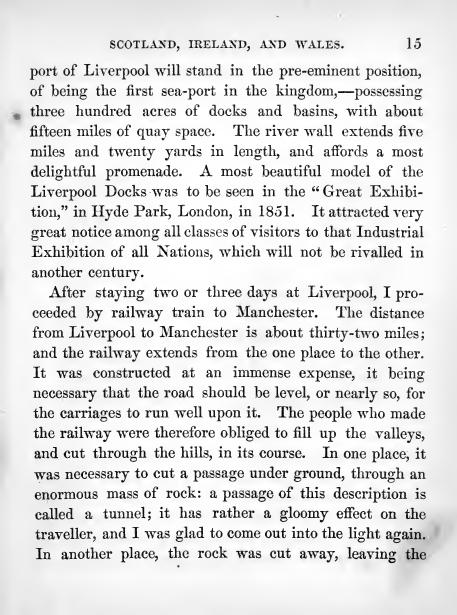 SCOTLAND, IRELAND, AND WALES. 15
port of Liverpool will stand in the pre-eminent position,
of being the first sea-port in the kingdom,—possessing
three hundred acres of docks and basins, with about
fifteen miles of quay space. The river wall extends five
miles and twenty yards in length, and affords a most
delightful promenade. A most beautiful model of the
Liverpool Docks was to be seen in the “Great Exhibi-
tion,” in Hyde Park, London, in 1851. It attracted very
great notice among all classes of visitors to that Industrial
Exhibition of all Nations, which will not be rivalled in
another century.
After staying two or three days at Liverpool, I pro-
ceeded by railway train to Manchester. The distance
from Liverpool to Manchester is about thirty-two miles;
and the railway extends from the one place to the other.
It was constructed at an immense expense, it being
necessary that the road should be level, or nearly so, for
the carriages to run well upon it. The people who made
the railway were therefore obliged to fill up the valleys,
and cut through the hills, in its course. In one place, it
was necessary to cut a passage under ground, through an
enormous mass of rock: a passage of this description is
called a tunnel; it has rather a gloomy effect on the
traveller, and I was glad to come out into the light again.
In another place, the rock was cut away, leaving the